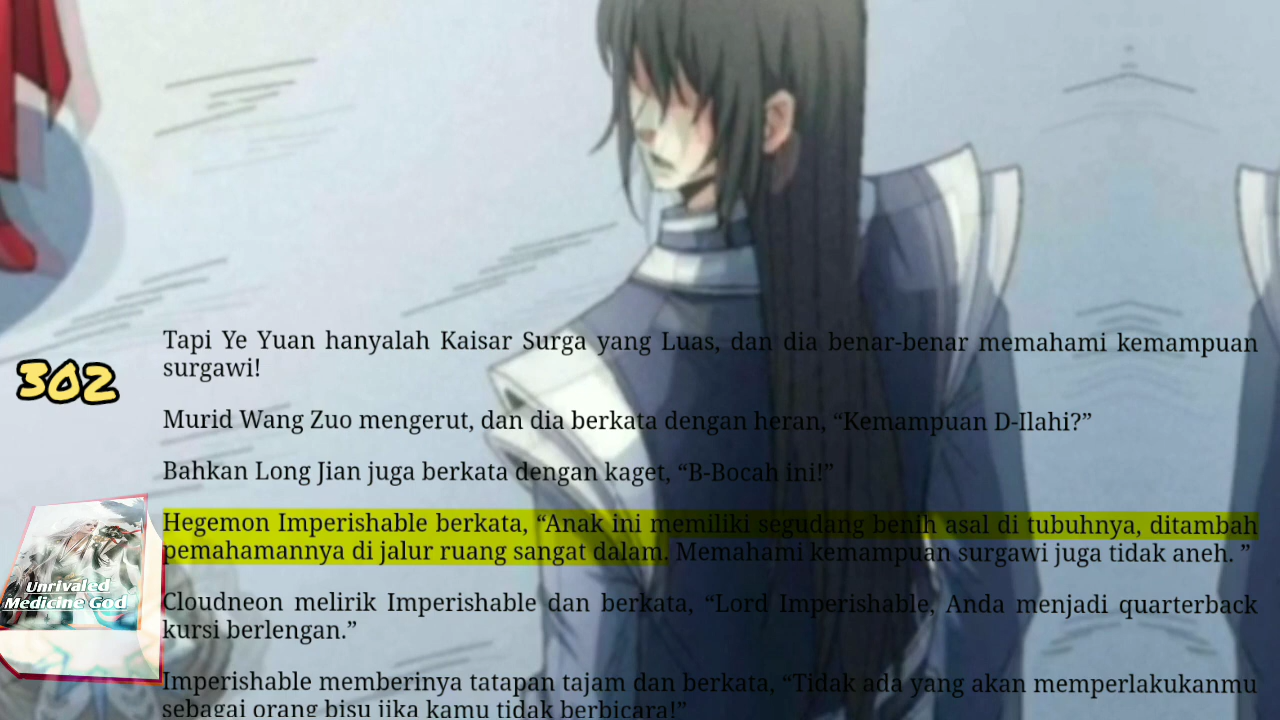 Tapi Ye Yuan hanyalah Kaisar Surga yang Luas, dan dia benar-benar memahami kemampuan
surgawi!
302
Murid Wang Zuo mengerut, dan dia berkata dengan heran, “Kemampuan D-Ilahi?”
Bahkan Long Jian juga berkata dengan kaget, “B-Bocah ini!”
Hegemon Imperishable berkata, “Anak ini memiliki segudang benih asal di tubuhnya, ditambah
pemahamannya di jalur ruang sangat dalam. Memahami kemampuan surgawi juga tidak aneh. ”
Unrivaled
Medicine God
Cloudneon melirik Imperishable dan berkata, “Lord Imperishable, Anda menjadi quarterback
kursi berlengan.”
Imperishable memberinya tatapan tajam dan berkata, “Tidak ada yang akan memperlakukanmu
sebagai orang bisu jika kamu tidak berbicara!”